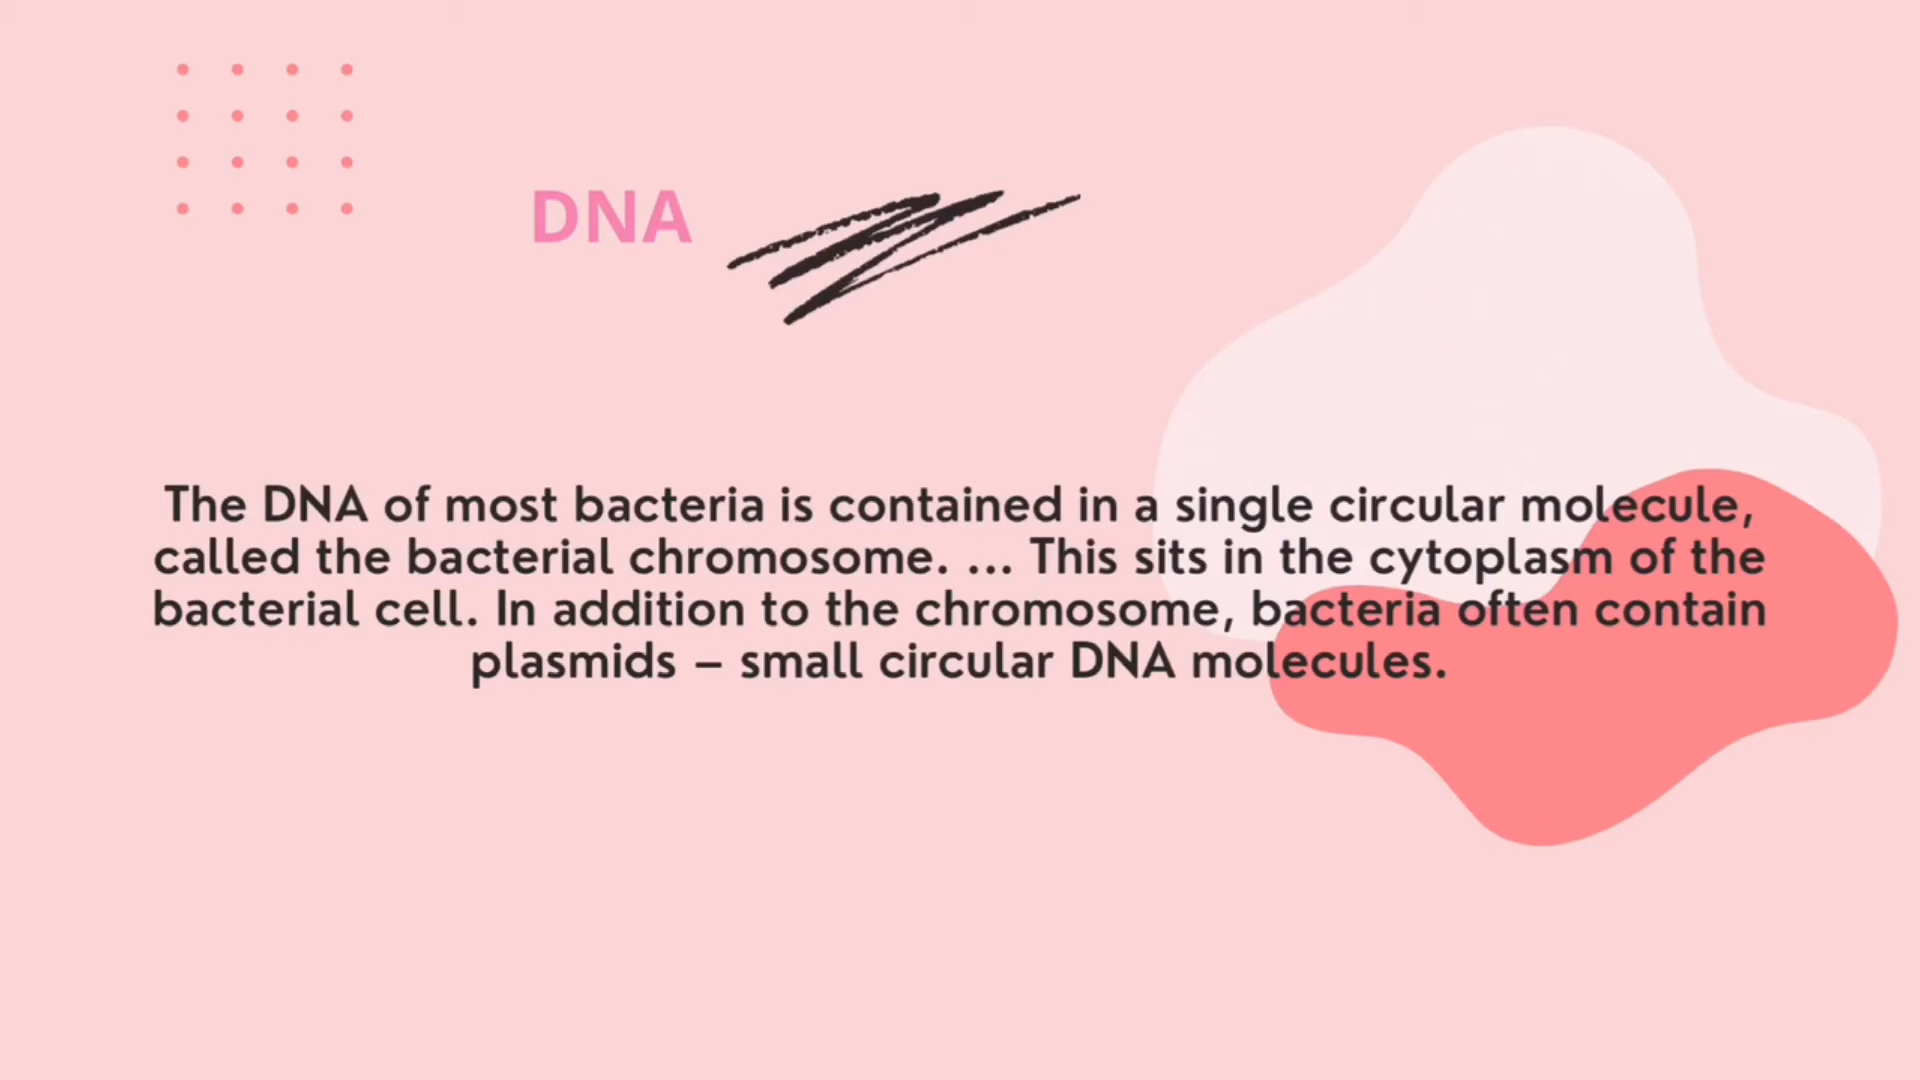 DNA
The DNA of most bacteria is contained in a single circular molecule,
called the bacterial chromosome. ... This sits in the cytoplasm of the
bacterial cell. In addition to the chromosome, bacteria often contain
plasmids – small circular DNA molecules.